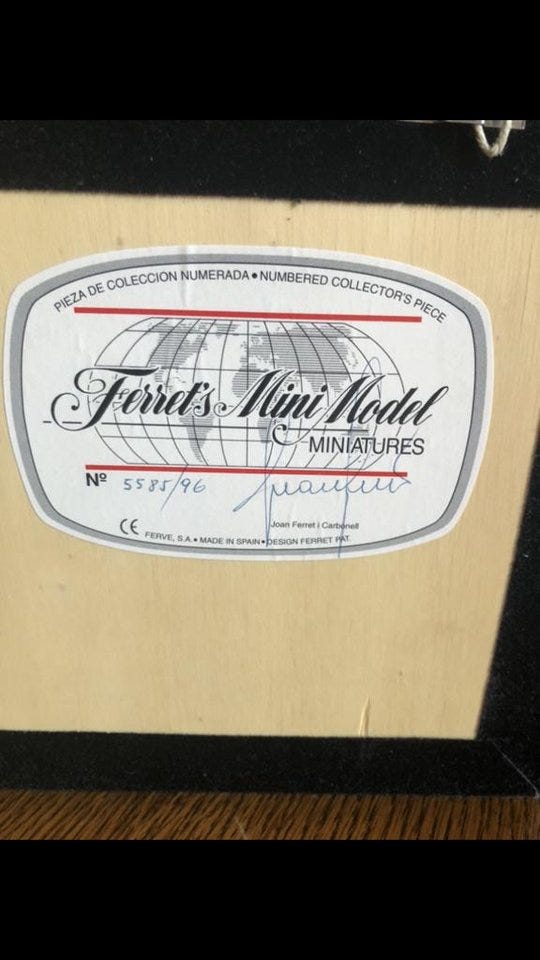 PIEZA DE COLECCION NUMERADA • NUMBERED COLLECTOR'S PIECE
Ferret's Mini Model
MINIATURES
Nº 5585/96
Joan Ferret i Carbonell
CE FERVE, S.A. • MADE IN SPAIN • DESIGN FERRET PAT.